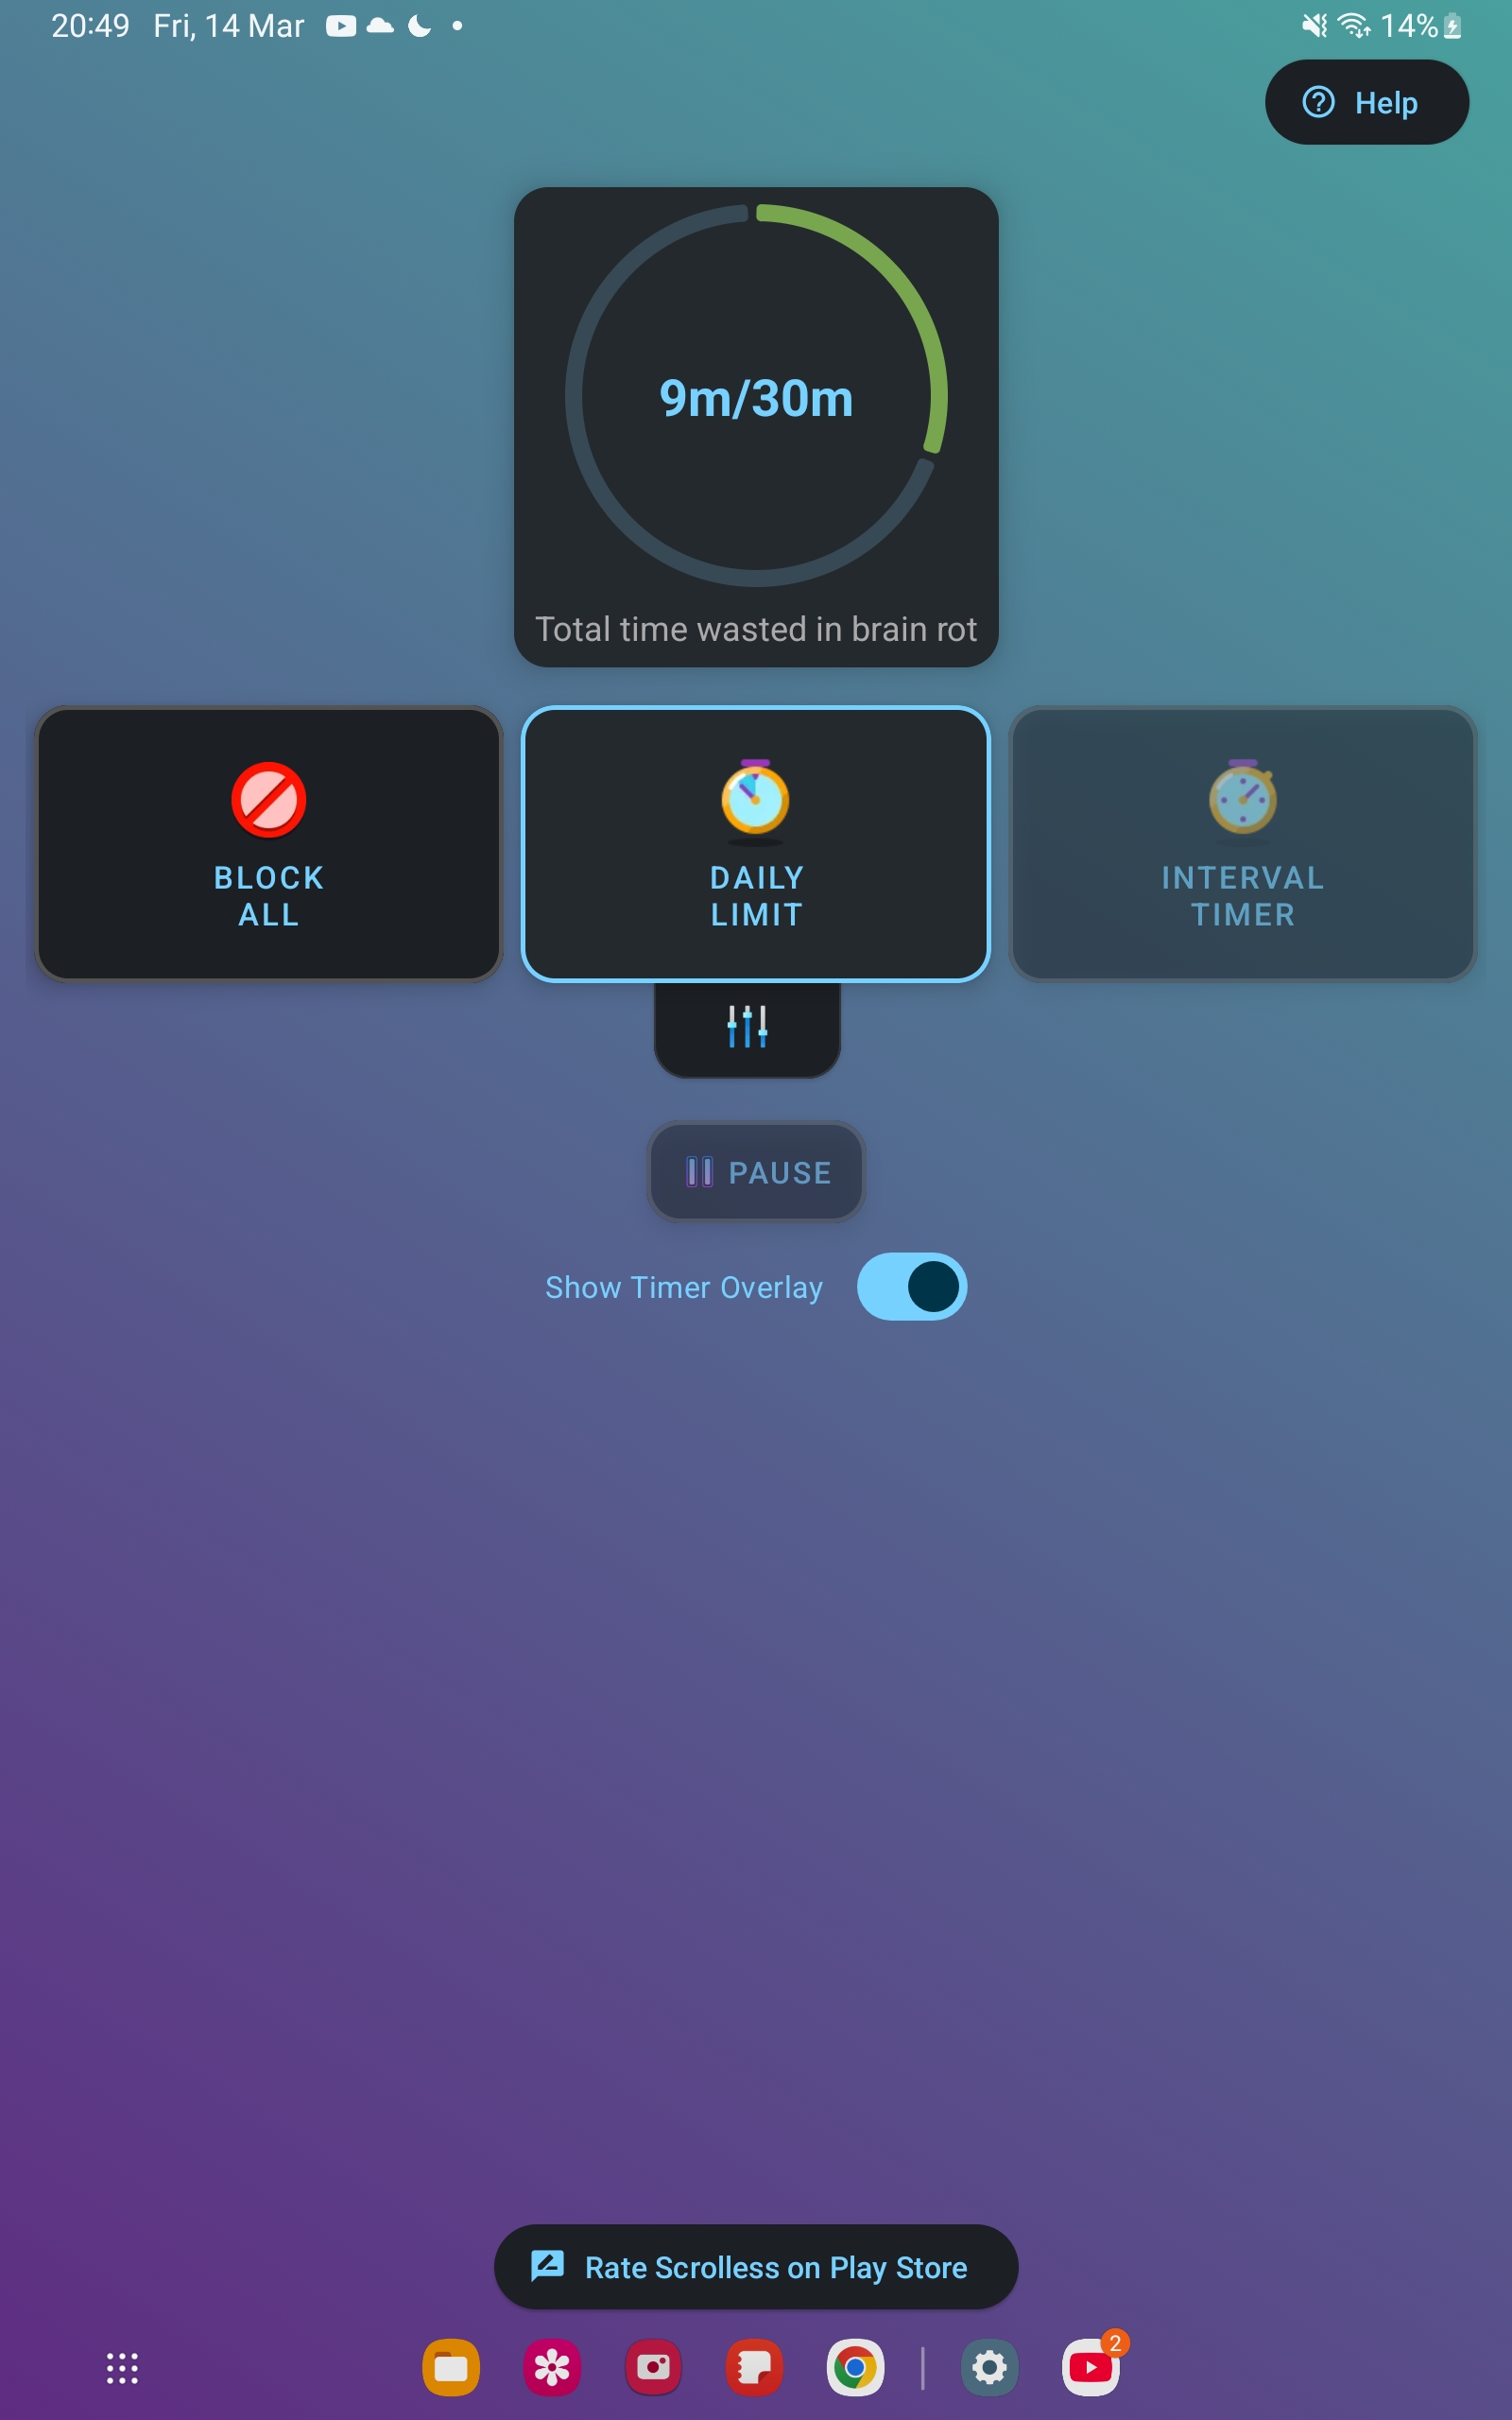 20:49 Fri, 14 Mar
14%
Help
9m/30m
Total time wasted in brain rot
BLOCK
ALL
DAILY
LIMIT
INTERVAL
TIMER
PAUSE
Show Timer Overlay
Rate Scrolless on Play Store
2